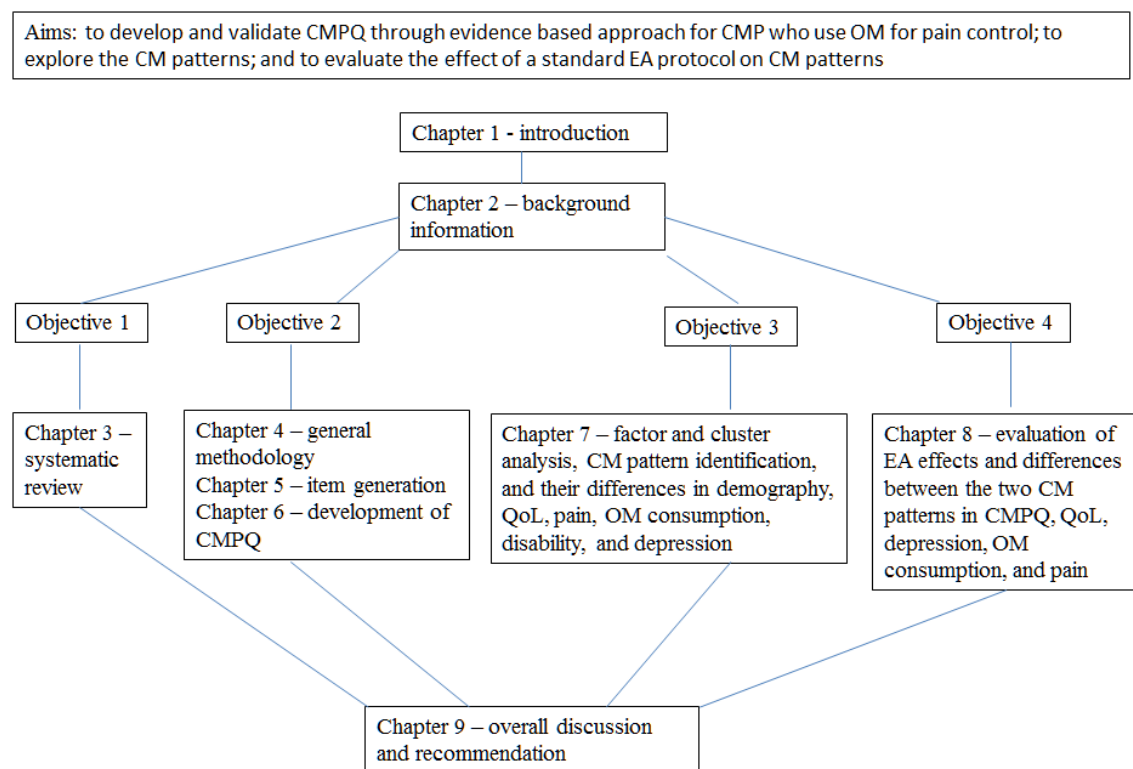 Aims: to develop and validate CMPQ through evidence based approach for CMP who use OM for pain control; to
explore the CM patterns; and to evaluate the effect of a standard EA protocol on CM patterns
Chapter 1 - introduction
Chapter 2 – background
information
Objective 1
Objective 2
Objective 3
Objective 4
Chapter 3 –
systematic
review
Chapter 4 – general
methodology
Chapter 5 – item generation
Chapter 6 – development of
CMPQ
Chapter 7 – factor and cluster
analysis, CM pattern identification,
and their differences in demography,
QoL, pain, OM consumption,
disability, and depression
Chapter 8 – evaluation of
EA effects and differences
between the two CM
patterns in CMPQ, QoL,
depression, OM
consumption, and pain
Chapter 9 – overall discussion
and recommendation